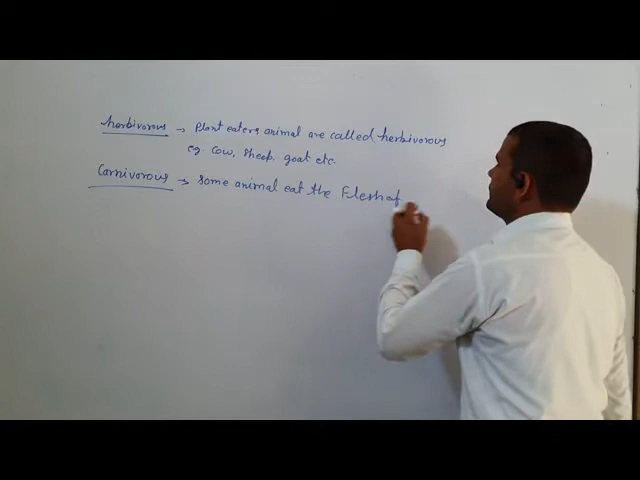 herbivorous → Plant eaters animal are called herbivorous
eg cow, sheep. goat etc.
Carnivorous → Some animal eat the Flesh of